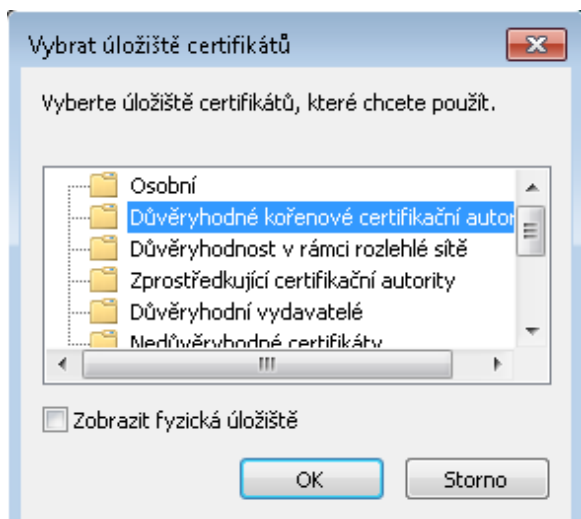 Vybrat úložiště certifikátů
Vyberte úložiště certifikátů, které chcete použít.
Osobní
Důvěryhodné kořenové certifikační autor
Důvěryhodnost v rámci rozlehlé sítě
Zprostředkující certifikační autority
Důvěryhodní vydavatelé
Nedůvěryhodné certifikáty
Zobrazit fyzická úložiště
OK Storno